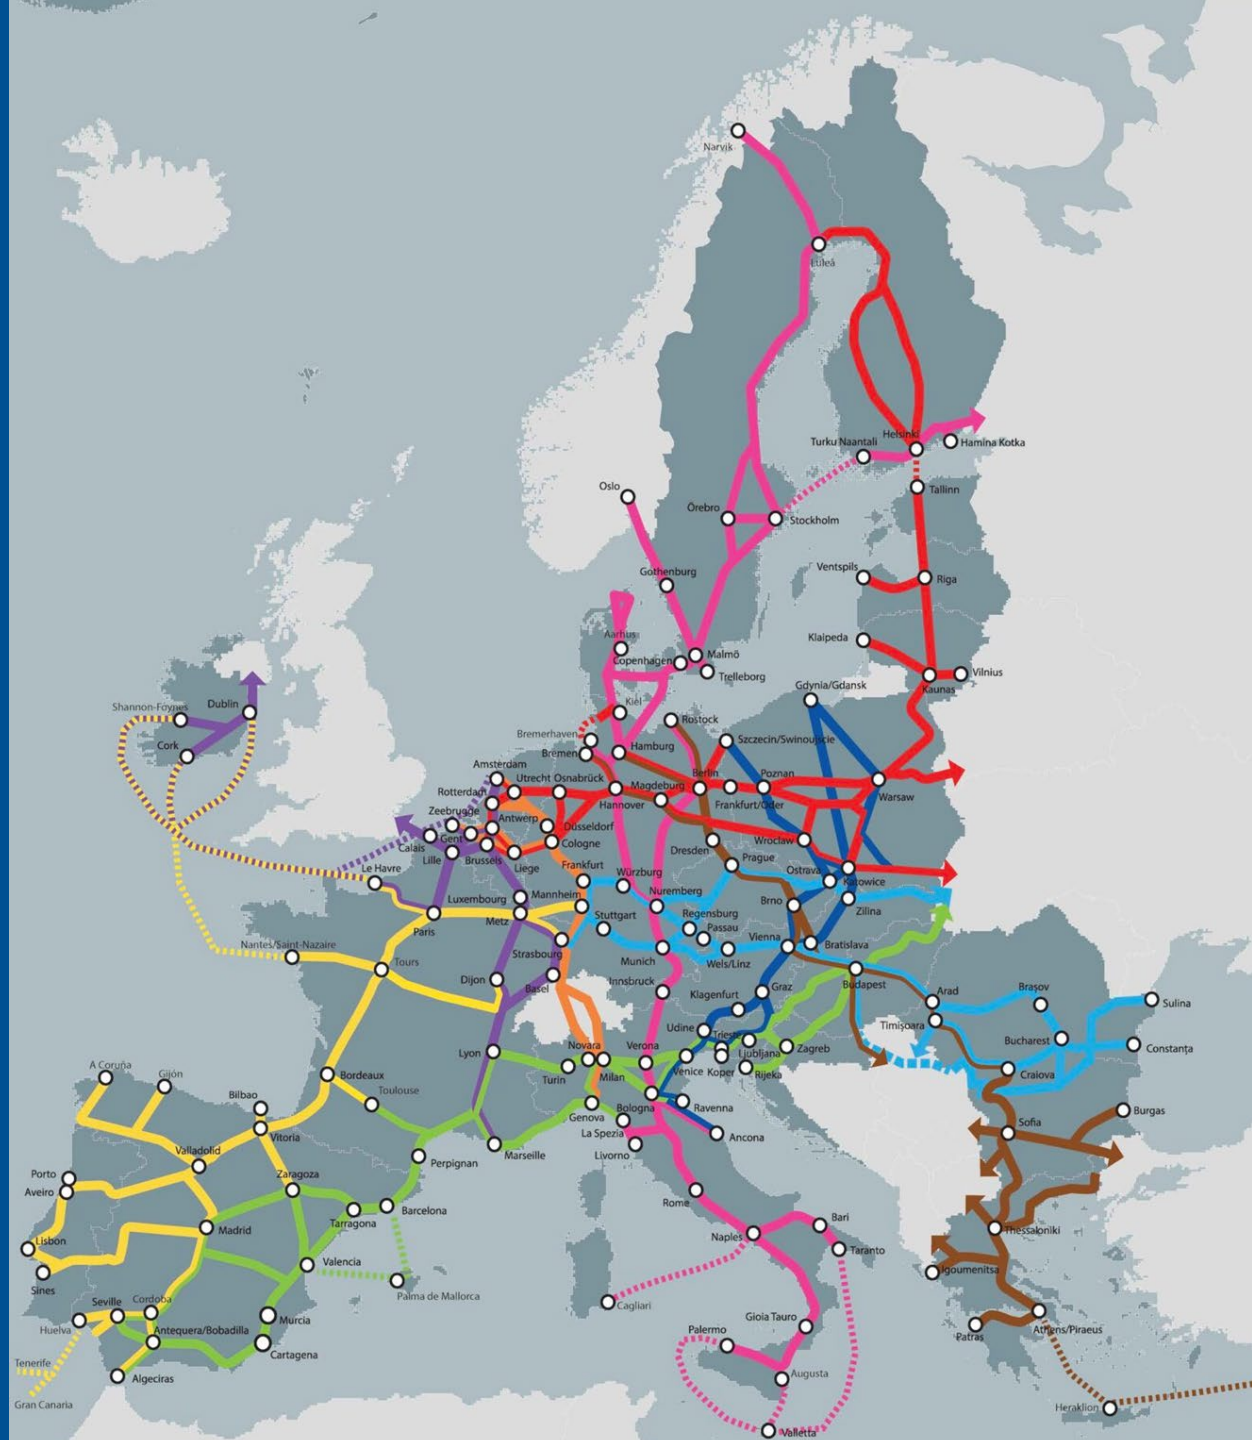 Narvik
Luleå
Helsinki
Turku Naantali
Hamina Kotka
Oslo
Tallinn
Örebro
Stockholm
Ventspils
Riga
Gothenburg
Aarhus
Klaipeda
Copenhagen
Malmö
Trelleborg
Vilnius
Kaunas
Gdynia/Gdansk
Shannon-Foynes
Dublin
Kiel
Rostock
Cork
Bremerhaven
Szczecin/Swinoujscie
Bremen
Hamburg
Amsterdam
Utrecht
Osnabrück
Berlin
Poznan
Rotterdam
Magdeburg
Warsaw
Hannover
Frankfurt/Oder
Zeebrugge
Antwerp
Düsseldorf
Gent
Cologne
Wroclaw
Calais
Dresden
Lille
Brussels
Liege
Prague
Le Havre
Frankfurt
Ostrava
Würzburg
Katowice
Luxembourg
Mannheim
Nuremberg
Brno
Zilina
Metz
Stuttgart
Regensburg
Paris
Passau
Vienna
Nantes/Saint-Nazaire
Strasbourg
Bratislava
Tours
Munich
Wels/Linz
Dijon
Basel
Innsbruck
Budapest
Klagenfurt
Graz
Arad
Braşov
Sulina
Udine
Trieste
Timişoara
Novara
Verona
Ljubljana
Zagreb
Bucharest
Constanţa
Lyon
A Coruña
Gijón
Bordeaux
Turin
Milan
Venice
Koper
Rijeka
Craiova
Toulouse
Bilbao
Genova
Bologna
Ravenna
Burgas
Vitoria
La Spezia
Sofia
Valladolid
Marseille
Livorno
Ancona
Perpignan
Porto
Zaragoza
Aveiro
Rome
Barcelona
Tarragona
Madrid
Bari
Thessaloniki
Lisbon
Naples
Taranto
Valencia
Igoumenitsa
Sines
Palma de Mallorca
Cagliari
Seville
Cordoba
Murcia
Gioia Tauro
Huelva
Antequera/Bobadilla
Palermo
Patras
Athens/Piraeus
Cartagena
Tenerife
Algeciras
Augusta
Gran Canaria
Heraklion
Valletta